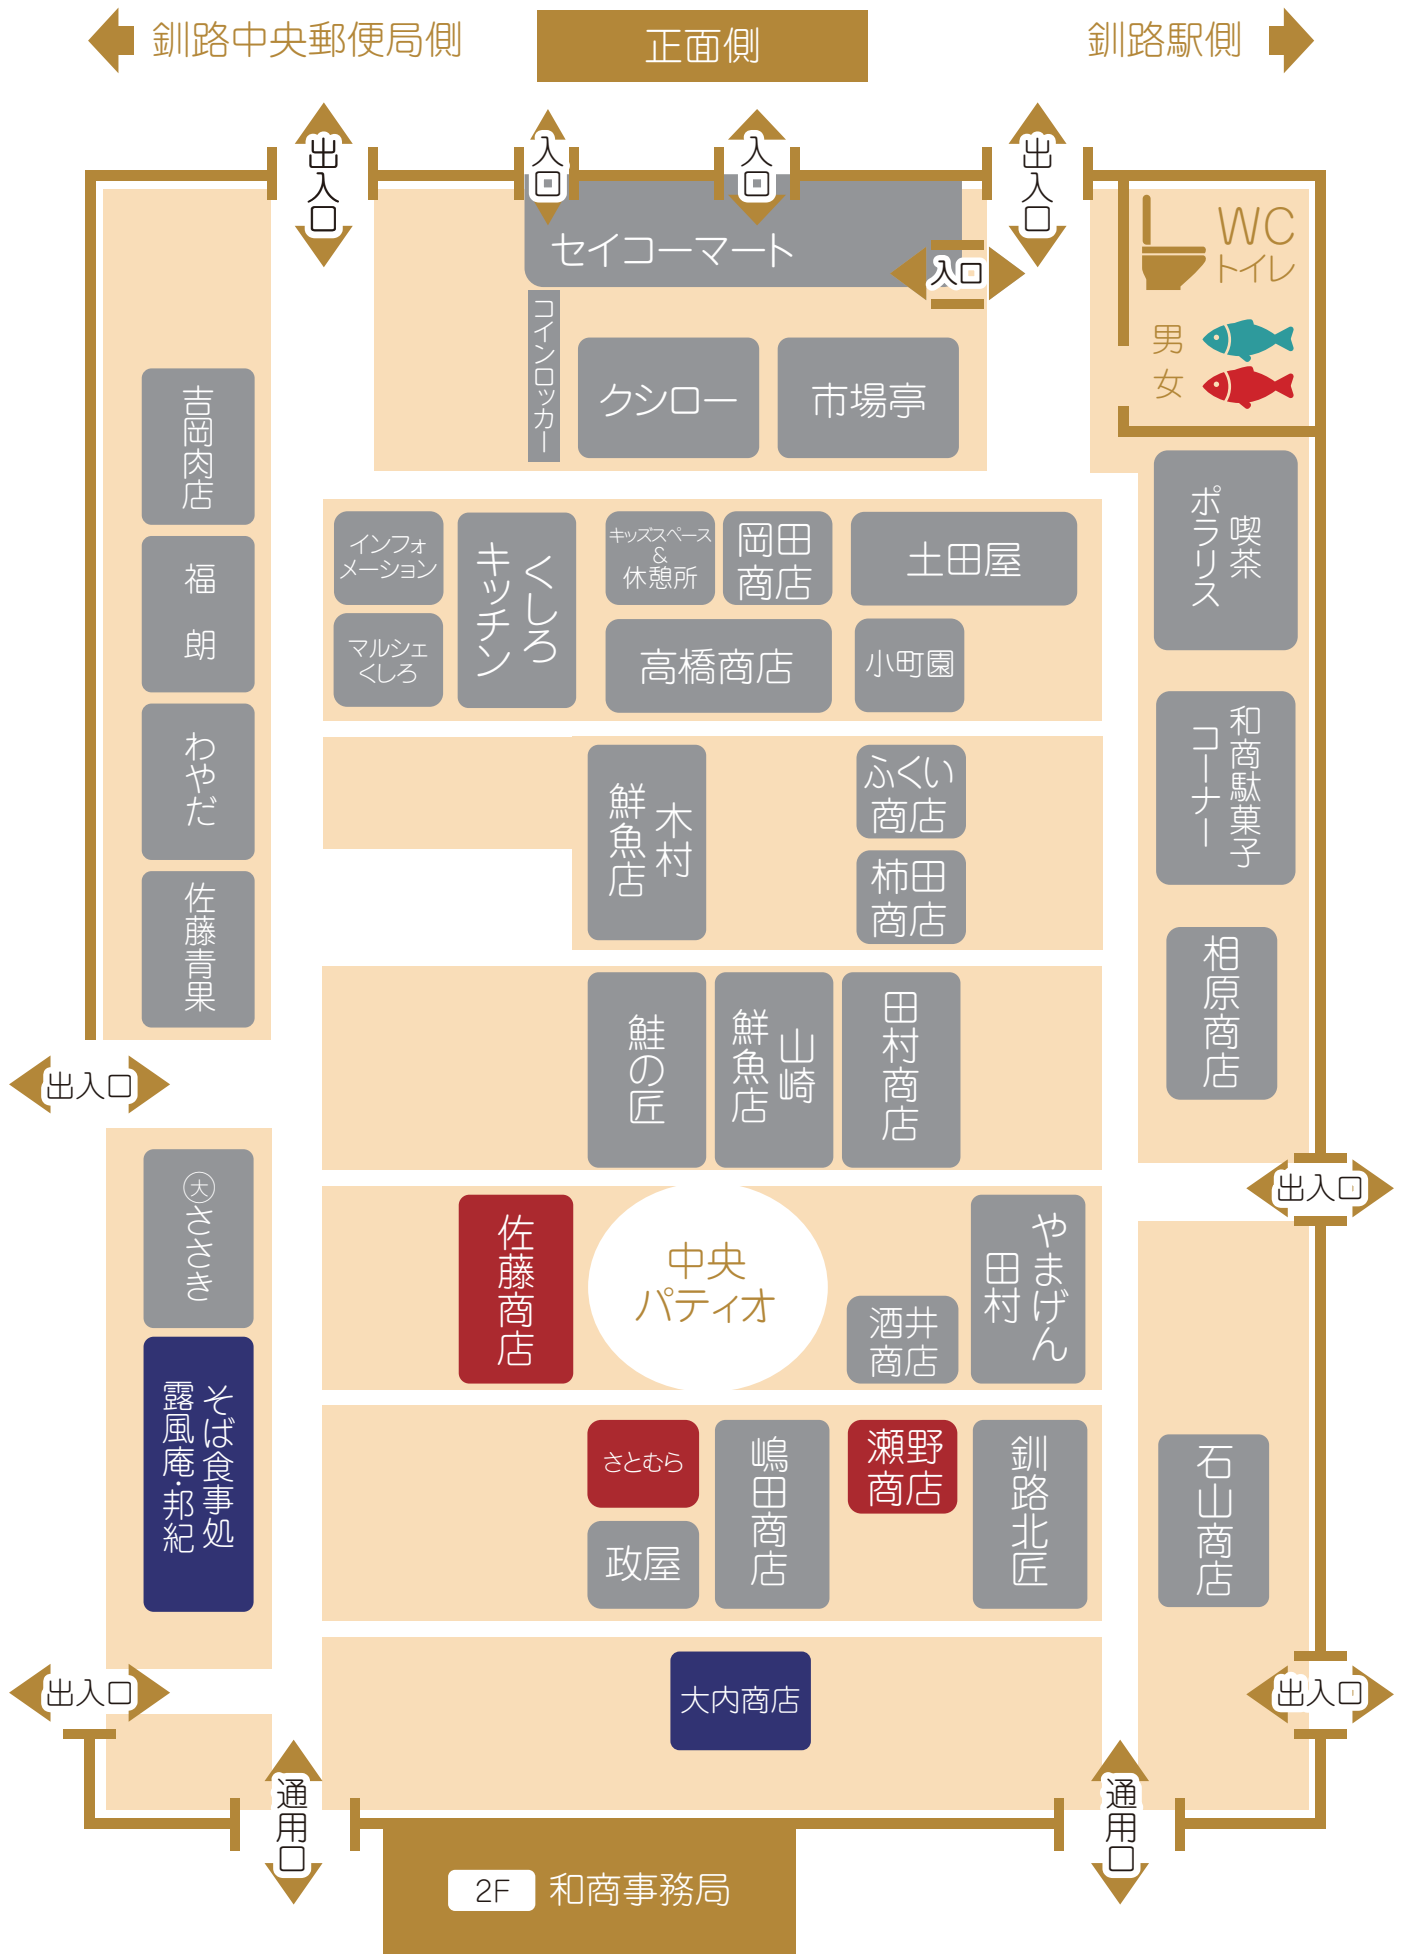 釧路中央郵便局側
正面側
釧路駅側
出入口
入口
入口
出入口
セイコーマート
入口
WC
トイレ
男
女
コインロッカー
クシロー
市場亭
吉岡肉店
福朗
わやだ
佐藤青果
インフォ
メーション
マルシェ
くしろ
くしろ
キッチン
キッズスペース
&
休憩所
岡田
商店
土田屋
高橋商店
小町園
喫茶
ポラリス
和商駄菓子
コーナー
相原商店
木村
鮮魚店
ふくい
商店
柿田
商店
鮭の匠
山崎
鮮魚店
田村商店
出入口
出入口
大ささき
そば食事処
露風庵・邦紀
佐藤商店
中央
パティオ
酒井
商店
やまげん
田村
さとむら
政屋
嶋田商店
瀬野
商店
釧路北匠
石山商店
出入口
出入口
大内商店
通用口
通用口
2F 和商事務局